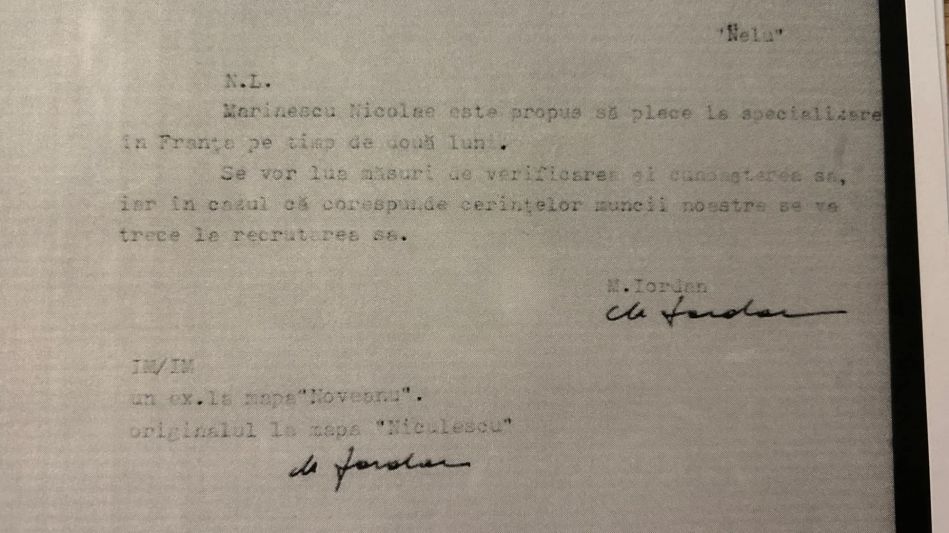 "Nelu"
N.L.
Marinescu Nicolae este propus să plece la specializare
în Franța pe timp de două luni.
Se vor lua măsuri de verificarea și cunoașterea sa,
iar în cazul că corespunde cerințelor muncii noastre se va
trece la recrutarea sa.
M.Iordan
M Iordan
IM/IM
un ex.la mapa"Noveanu".
originalul la mapa "Niculescu"
M Iordan